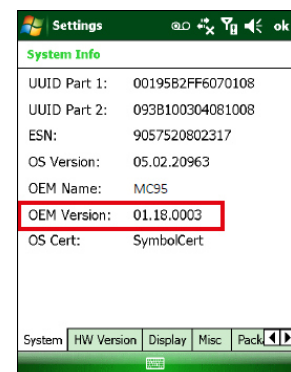 Settings ok
System Info
UUID Part 1: 00195B2FF6070108
UUID Part 2: 093B100304081008
ESN: 9057520802317
OS Version: 05.02.20963
OEM Name: MC95
OEM Version: 01.18.0003
OS Cert: SymbolCert
System HW Version Display Misc Pack